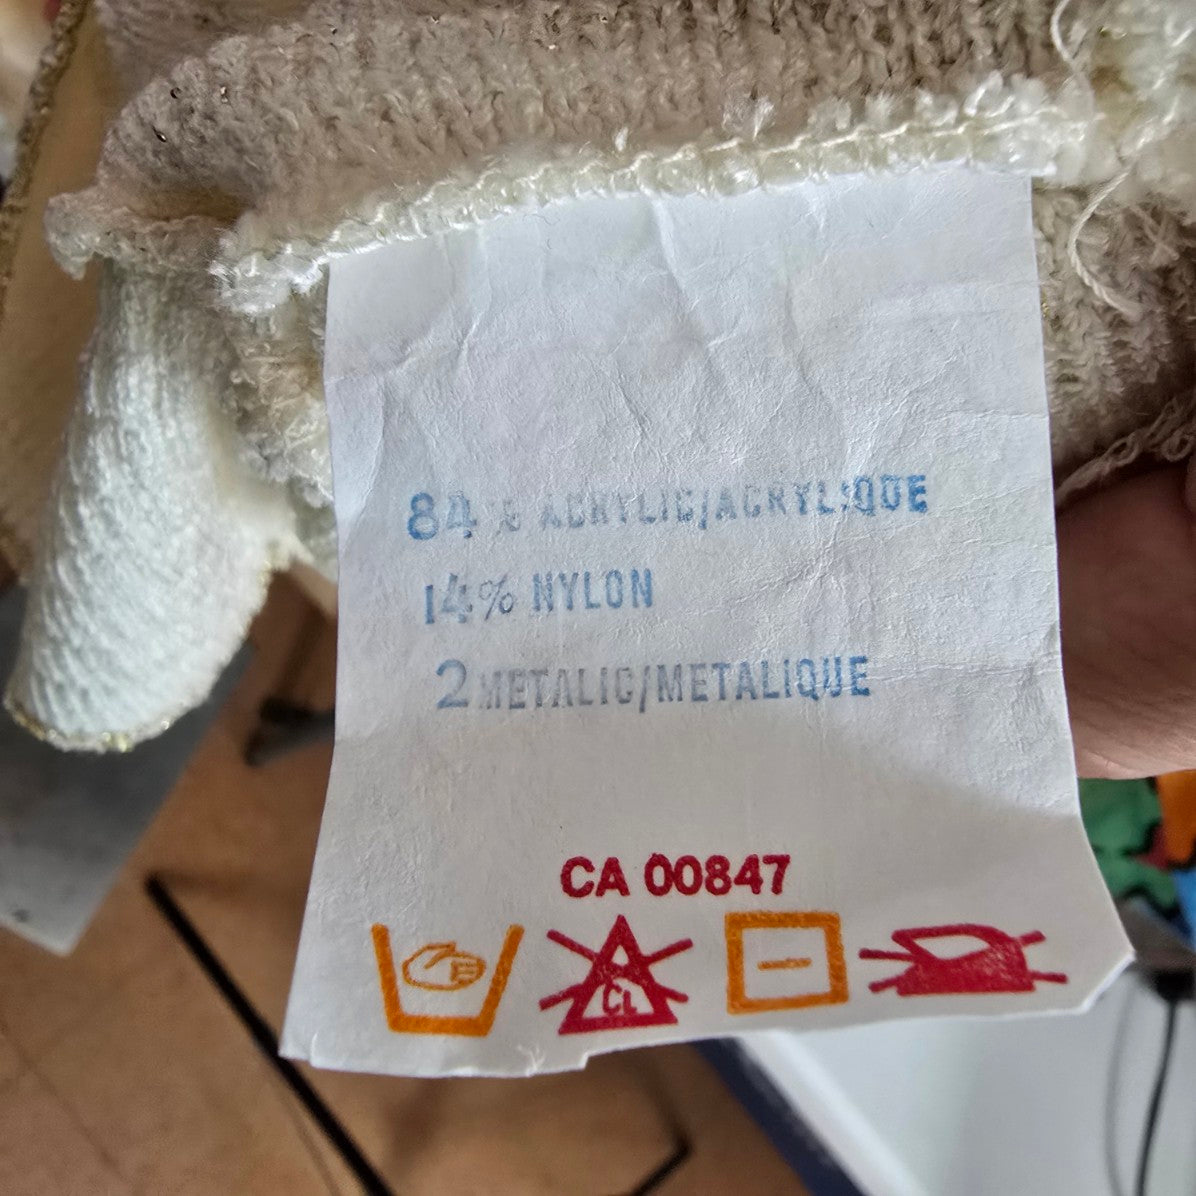 84% ACRYLIC/ACRYLIQUE
14% NYLON
2 METALIC/METALIQUE
CA 00847
CL